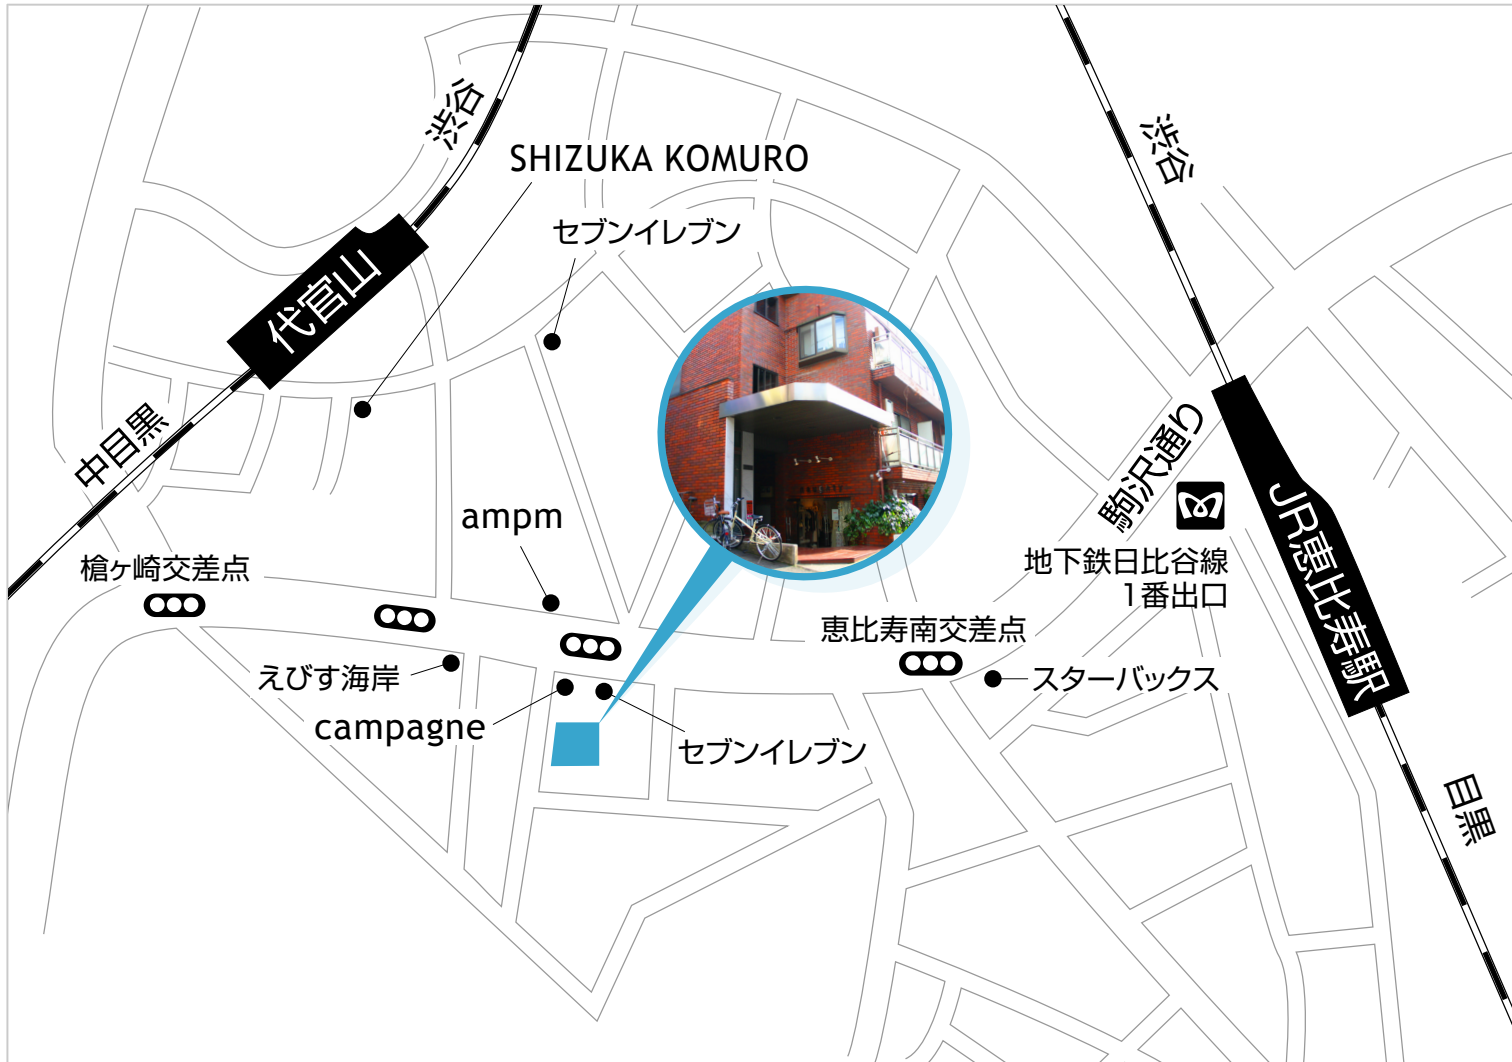 渋谷
渋谷
SHIZUKA KOMURO
セブンイレブン
代官山
中目黒
駒沢通り
ampm
JR恵比寿駅
地下鉄日比谷線
1番出口
槍ヶ崎交差点
恵比寿南交差点
えびす海岸
スターバックス
campagne
セブンイレブン
目黒